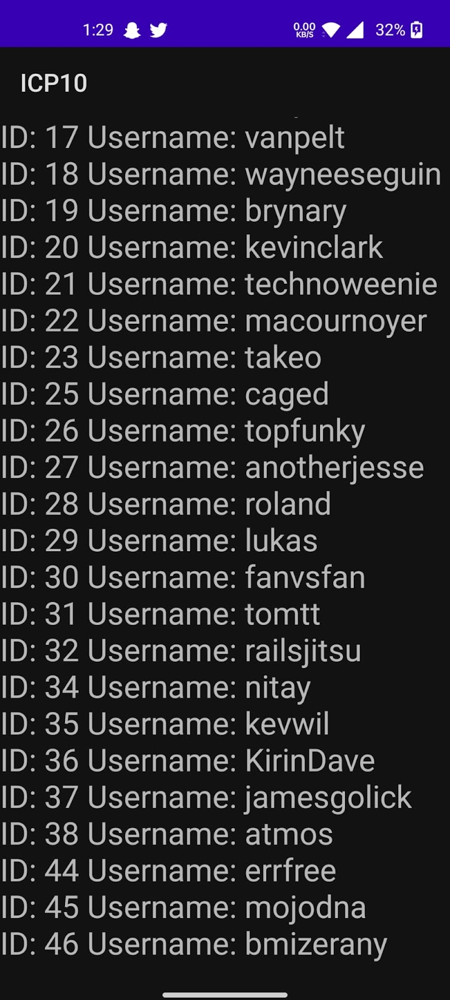 1:29 0.00 KB/S 32%
ICP10
ID: 17 Username: vanpelt
ID: 18 Username: wayneeseguin
ID: 19 Username: brynary
ID: 20 Username: kevinclark
ID: 21 Username: technoweenie
ID: 22 Username: macournoyer
ID: 23 Username: takeo
ID: 25 Username: caged
ID: 26 Username: topfunky
ID: 27 Username: anotherjesse
ID: 28 Username: roland
ID: 29 Username: lukas
ID: 30 Username: fanvsfan
ID: 31 Username: tomtt
ID: 32 Username: railsjitsu
ID: 34 Username: nitay
ID: 35 Username: kevwil
ID: 36 Username: KirinDave
ID: 37 Username: jamesgolick
ID: 38 Username: atmos
ID: 44 Username: errfree
ID: 45 Username: mojodna
ID: 46 Username: bmizerany